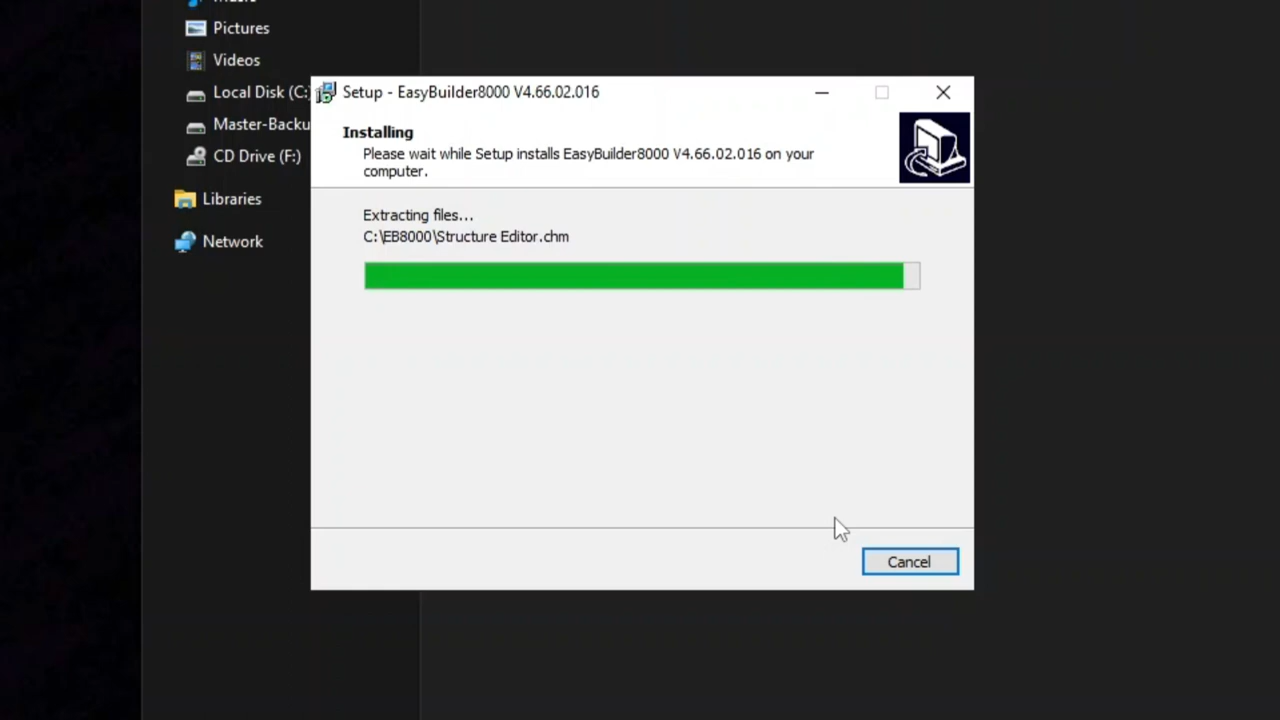 Pictures
Videos
Local Disk (C:
Master-Backu
CD Drive (F:)
Libraries
Network
Setup - EasyBuilder8000 V4.66.02.016
Installing
Please wait while Setup installs EasyBuilder8000 V4.66.02.016 on your
computer.
Extracting files...
C:\EB8000\Structure Editor.chm
Cancel